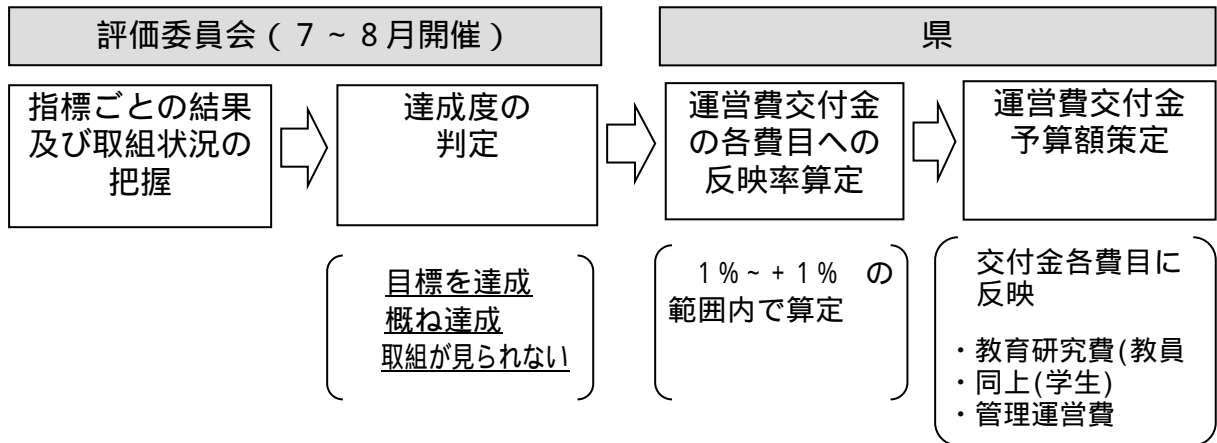 評価委員会(7~8月開催)
県
指標ごとの結果
及び取組状況の
把握
達成度の
判定
運営費交付金
の各費目への
反映率算定
運営費交付金
予算額策定
目標を達成
概ね達成
取組が見られない
1%~+1% の
範囲内で算定
交付金各費目に
反映
・教育研究費(教員
・同上(学生)
・管理運営費